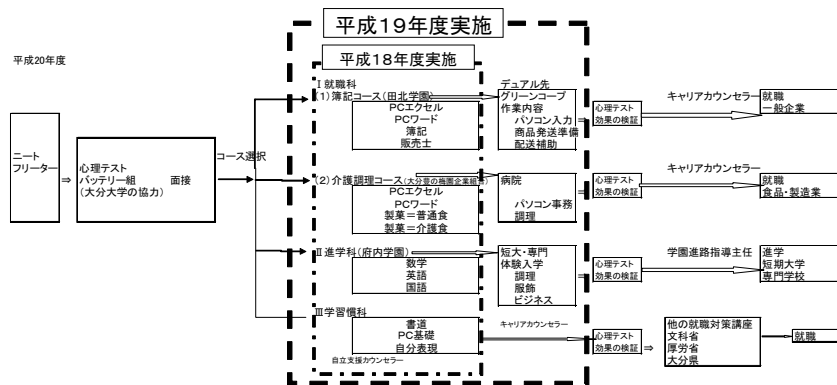 平成19年度実施
平成18年度実施
平成20年度
ニート
フリーター
⇒
心理テスト
バッテリー組　　　面接
(大分大学の協力)
コース選択
Ⅰ就職科
(1)簿記コース(田北学園)
PCエクセル
PCワード
簿記
販売士
デュアル先
グリーンコープ
作業内容
パソコン入力
商品発送準備
配送補助
⇒
心理テスト
効果の検証
キャリアカウンセラー
就職
一般企業
(2)介護調理コース(大分豊の梅園企業組合)
PCエクセル
PCワード
製菓＝普通食
製菓＝介護食
病院
パソコン事務
調理
⇒
心理テスト
効果の検証
キャリアカウンセラー
就職
食品・製造業
Ⅱ進学科(府内学園)
数学
英語
国語
短大・専門
体験入学
調理
服飾
ビジネス
⇒
心理テスト
効果の検証
学園進路指導主任
進学
短期大学
専門学校
Ⅲ学習慣科
書道
PC基礎
自分表現
自立支援カウンセラー
キャリアカウンセラー
心理テスト
効果の検証
⇒
他の就職対策講座
文科省
厚労省
大分県
就職